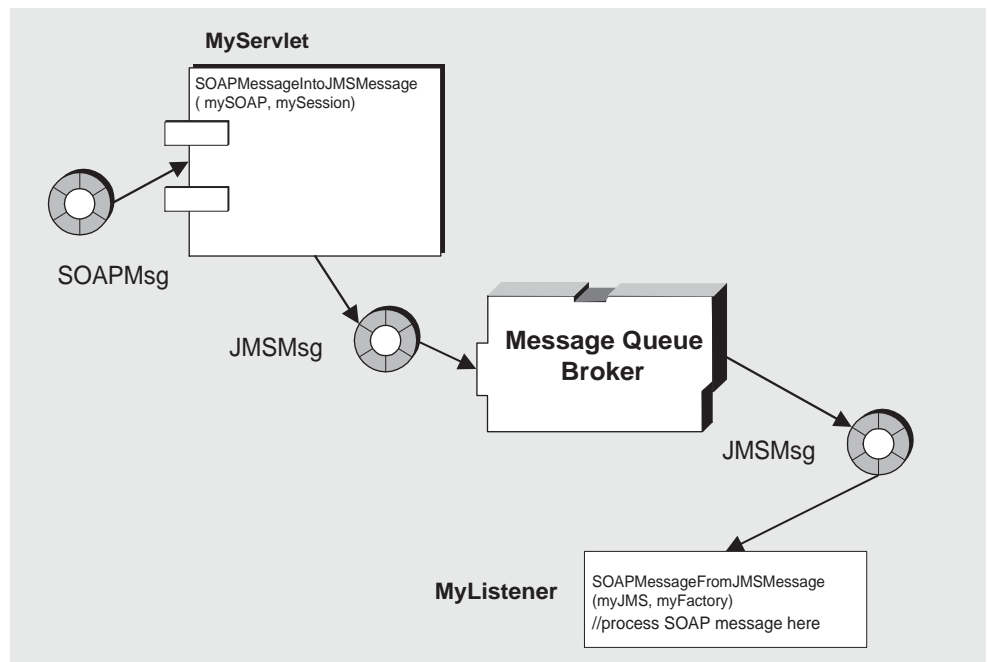 MyServlet
SOAPMessageIntoJMSMessage
( mySOAP, mySession)
SOAPMsg
JMSMsg
Message Queue
Broker
JMSMsg
MyListener
SOAPMessageFromJMSMessage
(myJMS, myFactory)
//process SOAP message here